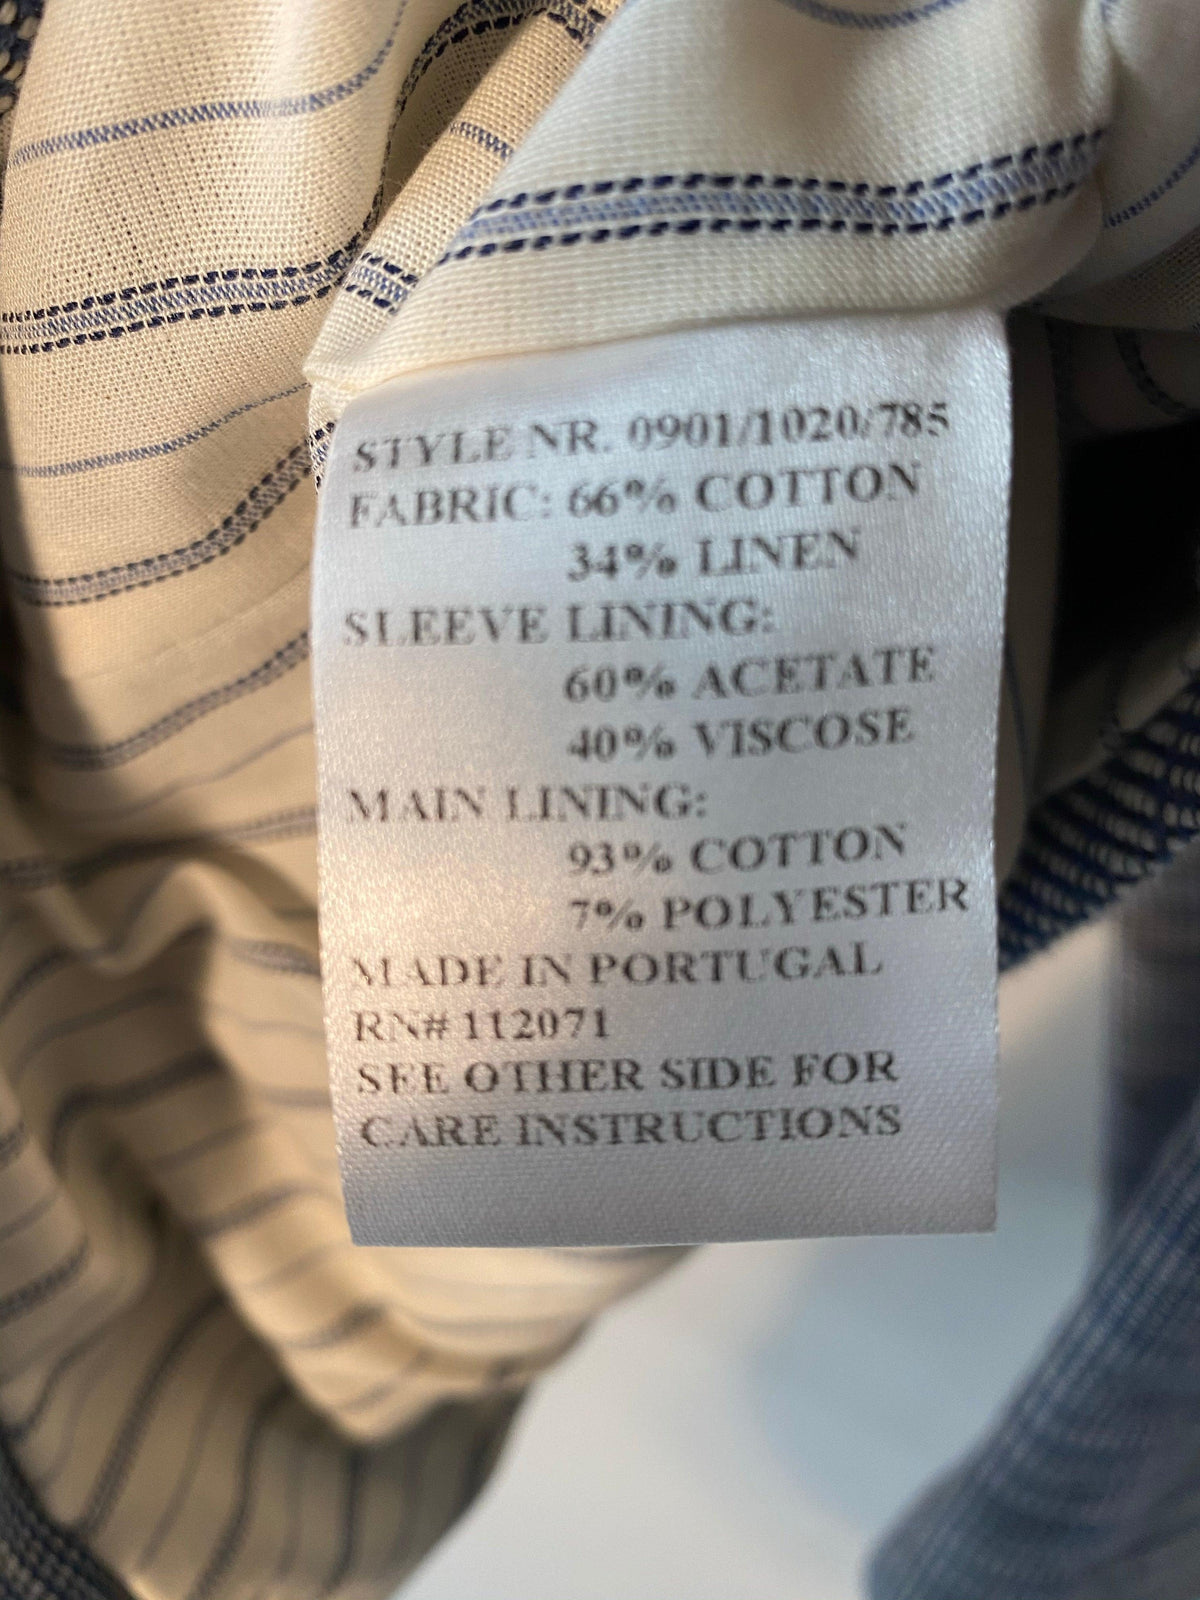 STYLE NR. 0901/1020/785
FABRIC: 66% COTTON
34% LINEN
SLEEVE LINING:
60% ACETATE
40% VISCOSE
MAIN LINING:
93% COTTON
7% POLYESTER
MADE IN PORTUGAL
RN# 112071
SEE OTHER SIDE FOR
CARE INSTRUCTIONS